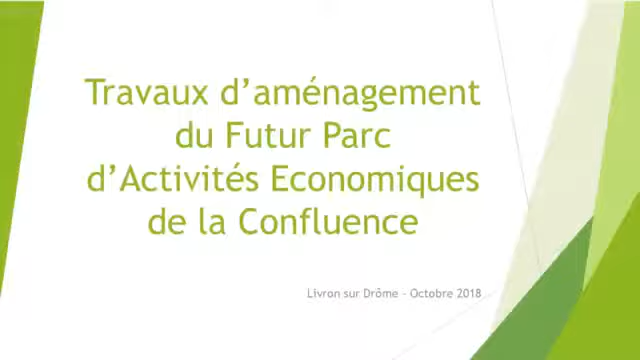 Travaux d’aménagement
du Futur Parc
d’Activités Economiques
de la Confluence
Livron sur Drôme - Octobre 2018